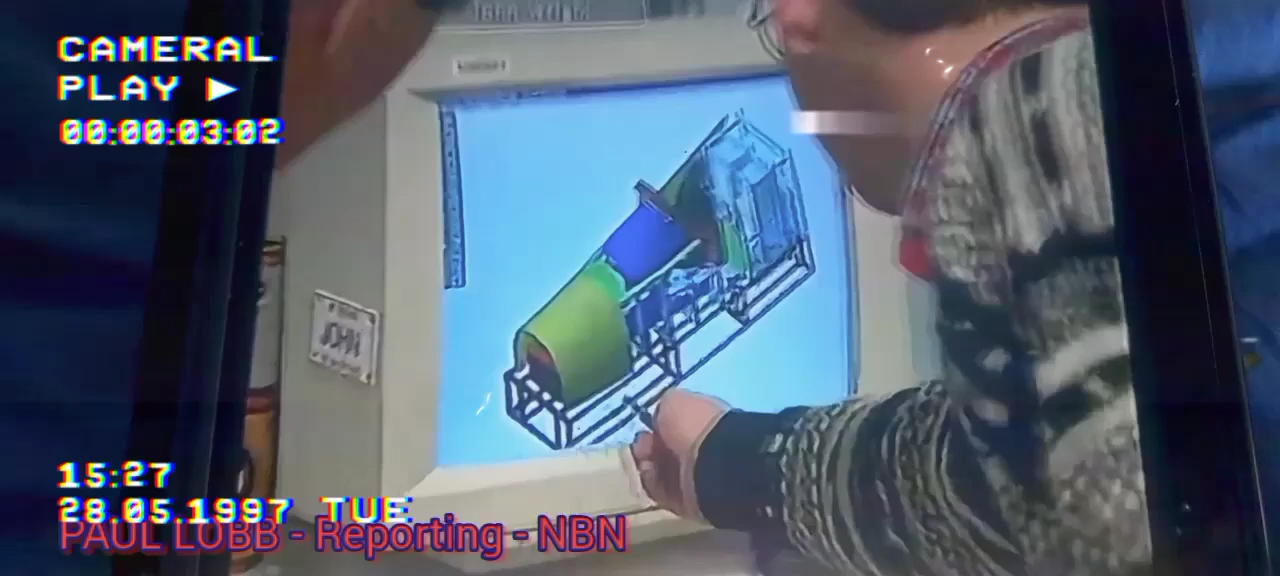 CAMERAL
PLAY ▶
00:00:03:02
JOHN
15:27
28.05.1997 TUE
PAUL LOBB - Reporting - NBN